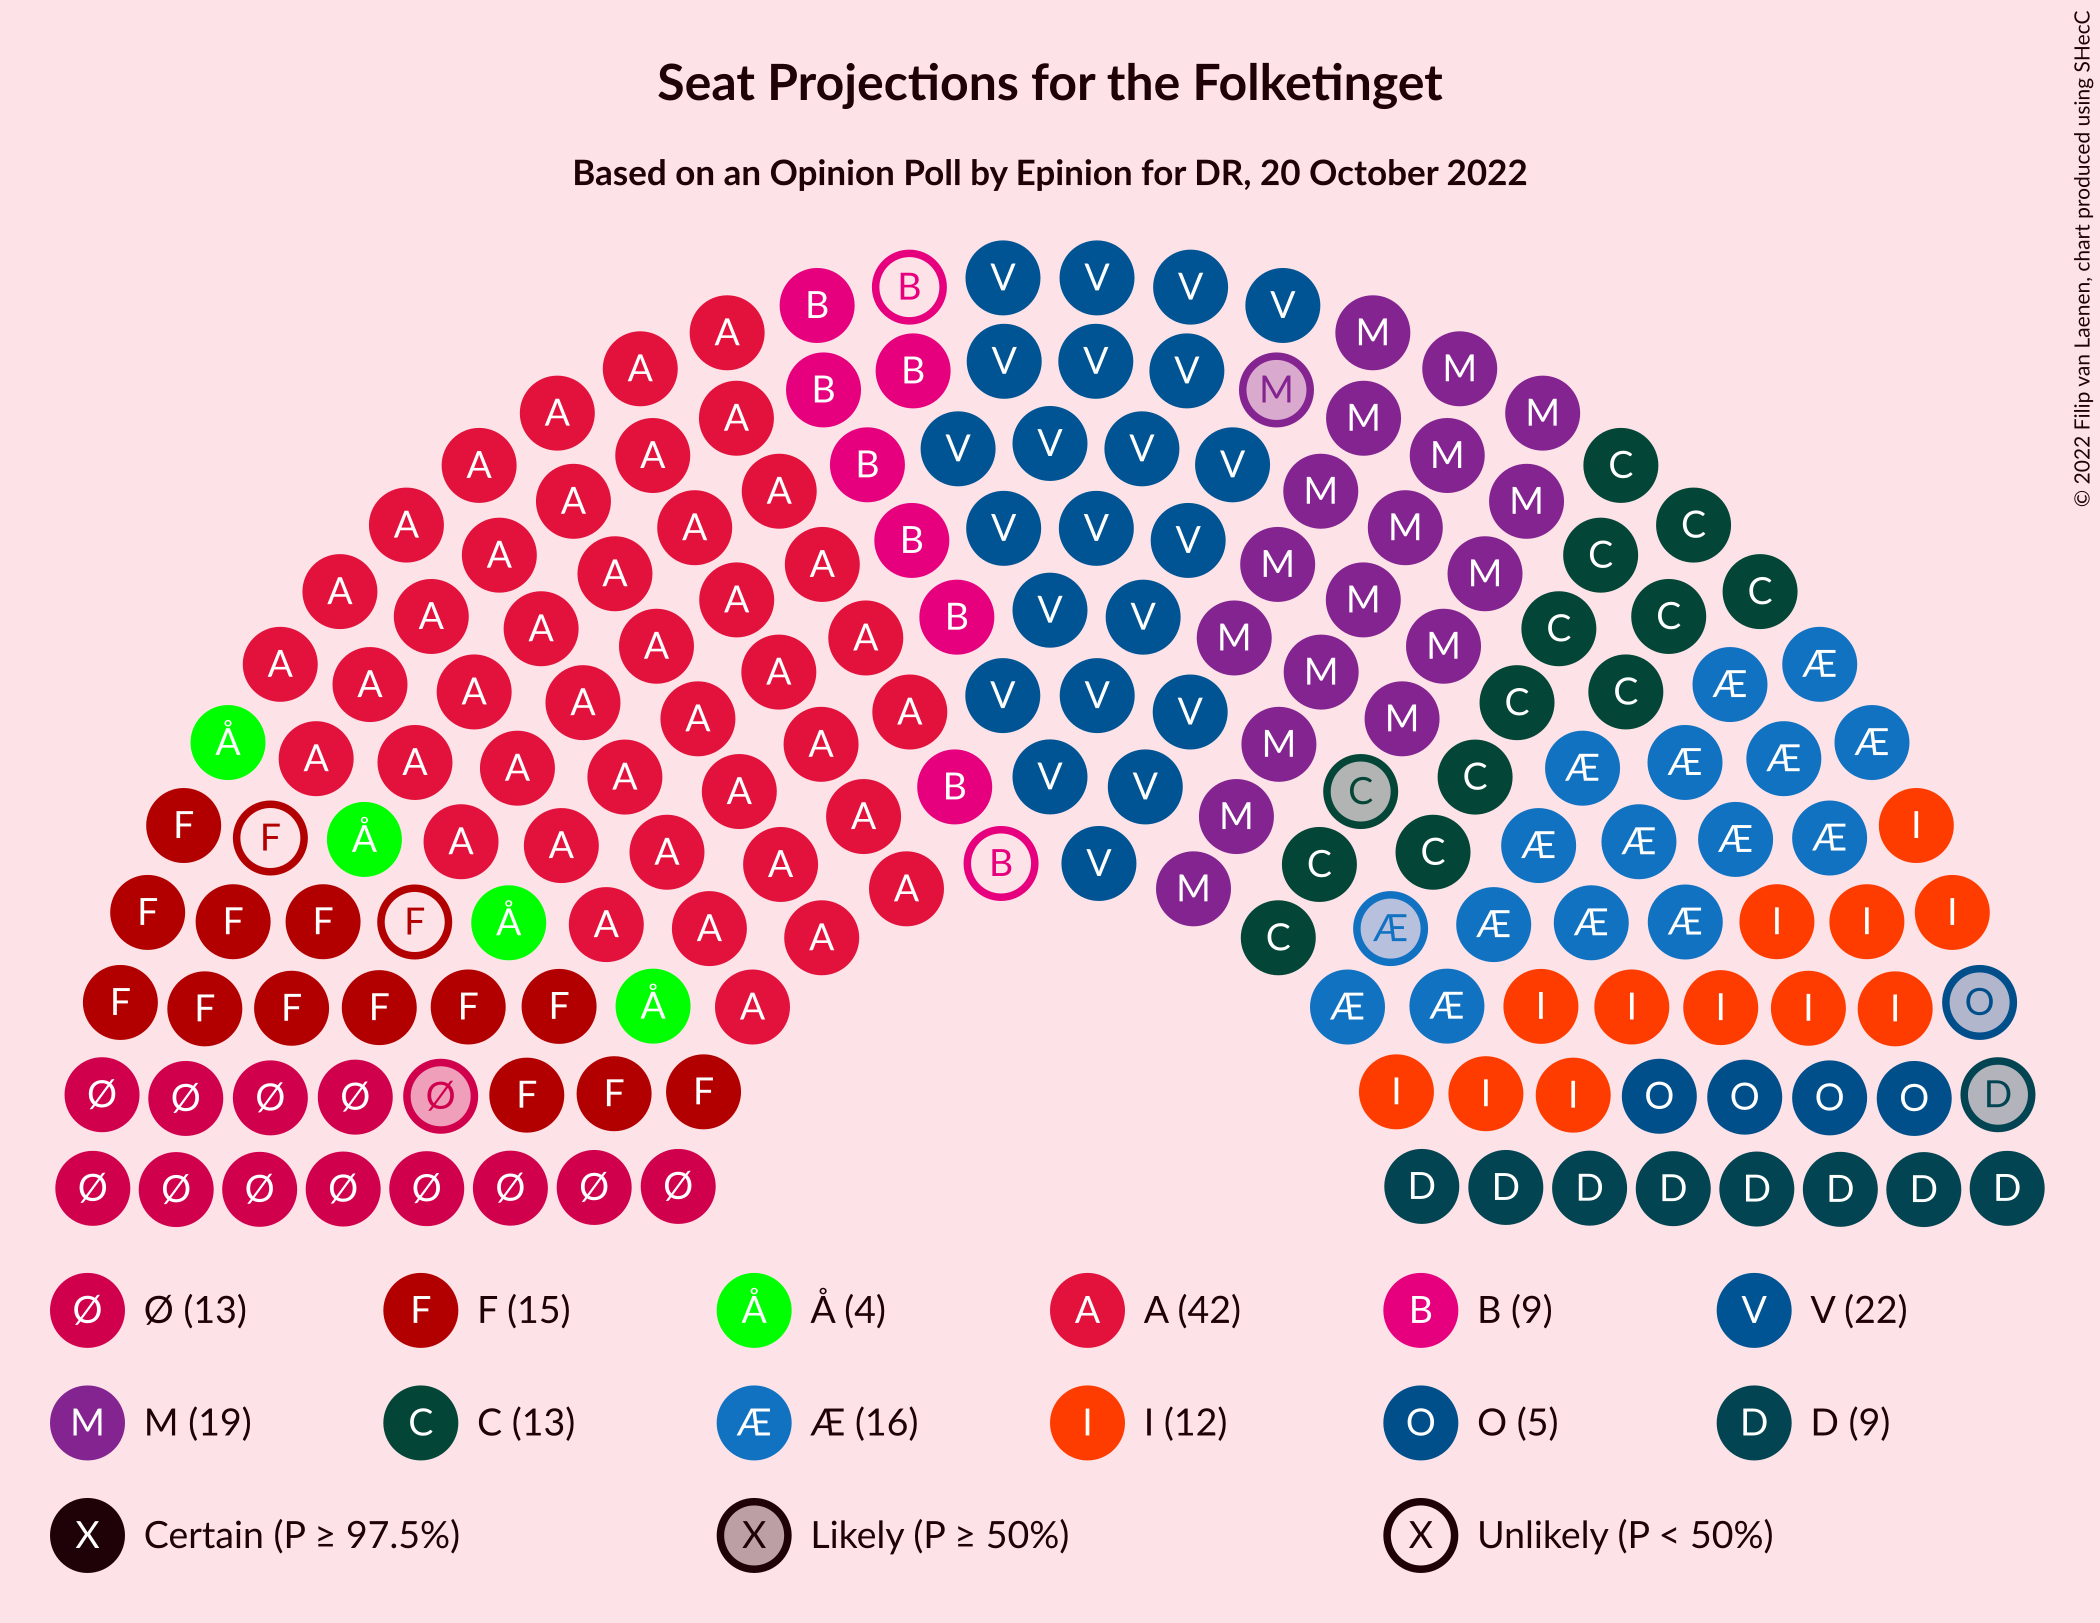 Seat Projections for the Folketinget
Based on an Opinion Poll by Epinion for DR, 20 October 2022
© 2022 Filip van Laenen, chart produced using SHecC
B B V V V V M
A A B B V V V M M M M
A A A B V V V V M M M C
A A A A B V V V M M M C C
A A A A A B V V M M M C C C
A A A A A A V V V M M C C Æ Æ
Å A A A A A B V V M C C Æ Æ Æ Æ
F F Å A A A A A B V M C C Æ Æ Æ Æ I
F F F F Å A A A C Æ Æ Æ Æ I I I
F F F F F F Å A Æ Æ I I I I I O
Ø Ø Ø Ø Ø F F F I I I O O O O D
Ø Ø Ø Ø Ø Ø Ø Ø D D D D D D D D
Ø Ø (13) F F (15) Å Å (4) A A (42) B B (9) V V (22)
M M (19) C C (13) Æ Æ (16) I I (12) O O (5) D D (9)
X Certain (P ≥ 97.5%) X Likely (P ≥ 50%) X Unlikely (P < 50%)